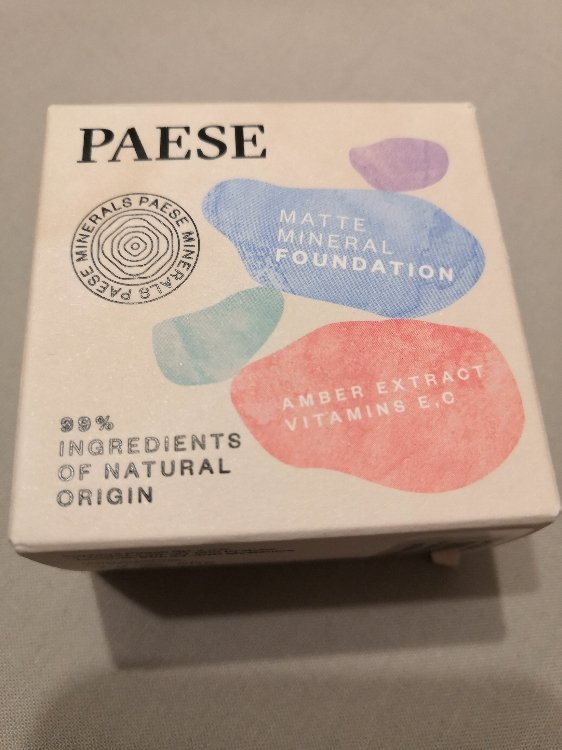 PAESE
MINERALS PAESE MINERALS PAESE
MATTE
MINERAL
FOUNDATION
AMBER EXTRACT
VITAMINS E,C
99%
INGREDIENTS
OF NATURAL
ORIGIN